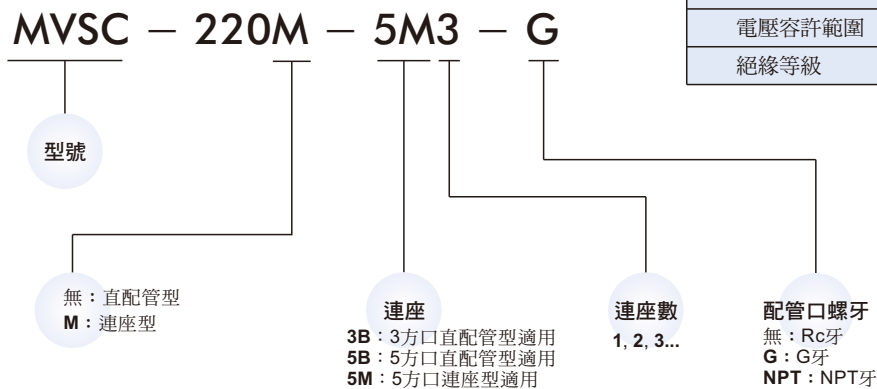 MVSC – 220M – 5M3 – G
電壓容許範圍
絕緣等級
型號
無：直配管型
M：連座型
連座
3B：3方口直配管型適用
5B：5方口直配管型適用
5M：5方口連座型適用
連座數
1, 2, 3...
配管口螺牙
無：Rc牙
G：G牙
NPT：NPT牙